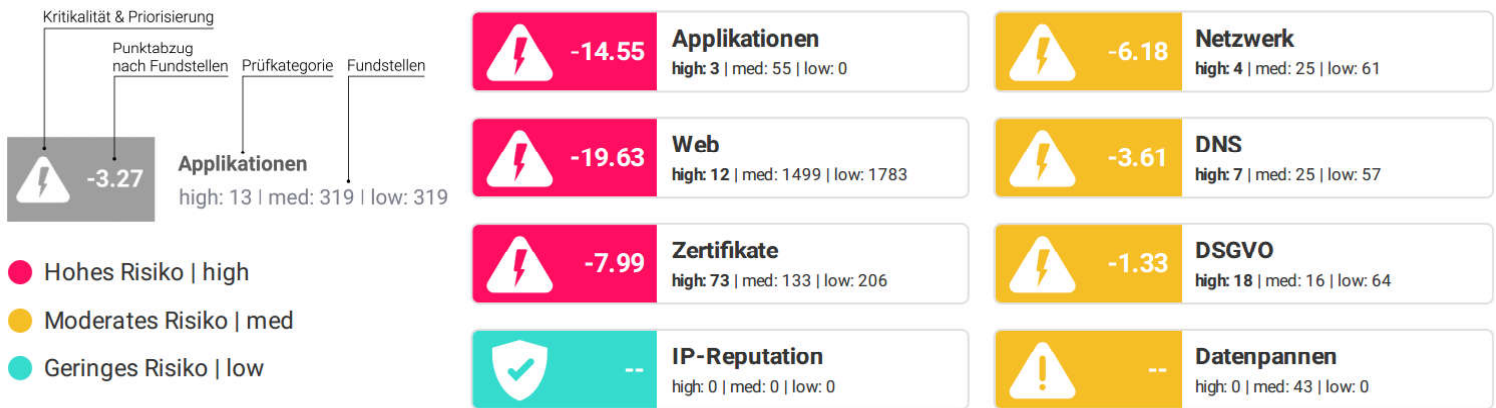 Kritikalität & Priorisierung
Punktabzug
nach Fundstellen
Prüfkategorie
Fundstellen
-3.27
Applikationen
high: 13 | med: 319 | low: 319
Hohes Risiko | high
Moderates Risiko | med
Geringes Risiko | low
-14.55
Applikationen
high: 3 | med: 55 | low: 0
-19.63
Web
high: 12 | med: 1499 | low: 1783
-7.99
Zertifikate
high: 73 | med: 133 | low: 206
--
IP-Reputation
high: 0 | med: 0 | low: 0
-6.18
Netzwerk
high: 4 | med: 25 | low: 61
-3.61
DNS
high: 7 | med: 25 | low: 57
-1.33
DSGVO
high: 18 | med: 16 | low: 64
--
Datenpannen
high: 0 | med: 43 | low: 0